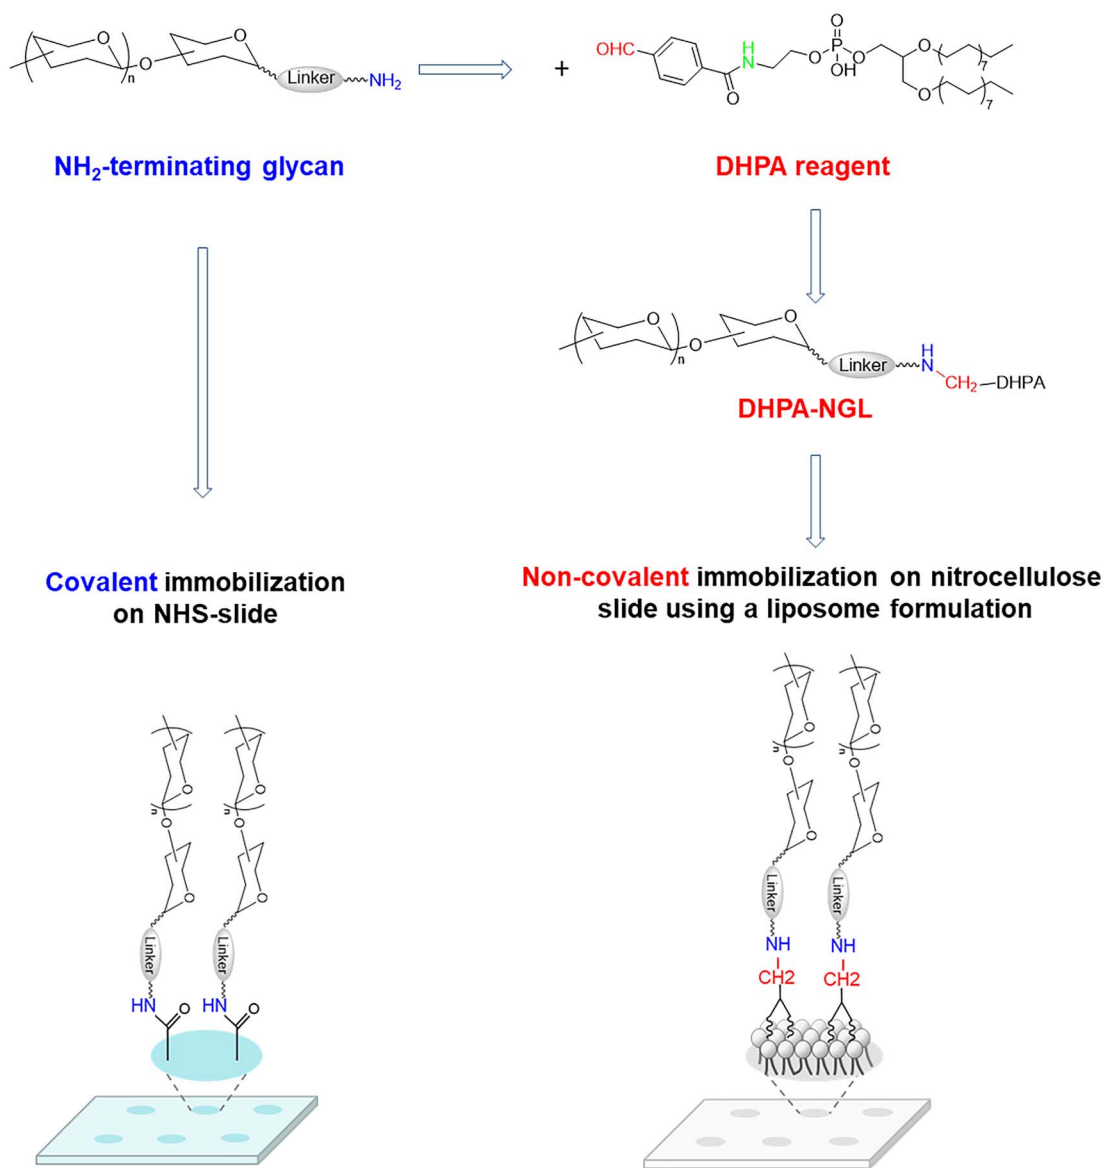 O
n
O
O
Linker
NH₂
+
OHC
O
H
N
O
O
P
OH
O
O
7
O
7
NH₂-terminating glycan
DHPA reagent
O
n
O
O
Linker
H
N
CH₂
DHPA
DHPA-NGL
Covalent immobilization
on NHS-slide
Non-covalent immobilization on nitrocellulose
slide using a liposome formulation
O
n
O
O
Linker
HN
O
O
n
O
O
Linker
HN
O
O
n
O
O
Linker
NH
CH2
O
n
O
O
Linker
NH
CH2